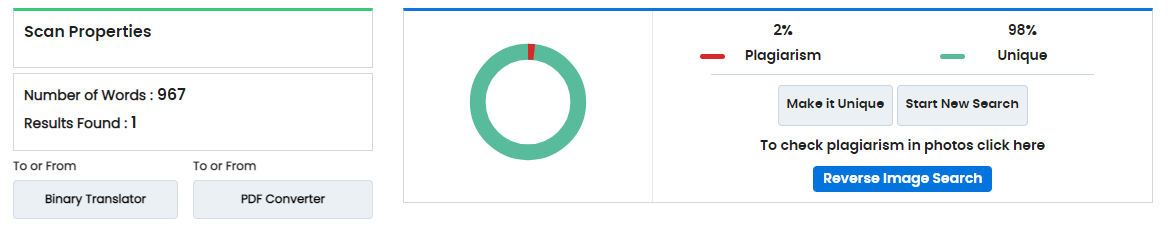 Scan Properties
Number of Words : 967
Results Found : 1
To or From
Binary Translator
To or From
PDF Converter
2%
Plagiarism
98%
Unique
Make it Unique
Start New Search
To check plagiarism in photos click here
Reverse Image Search